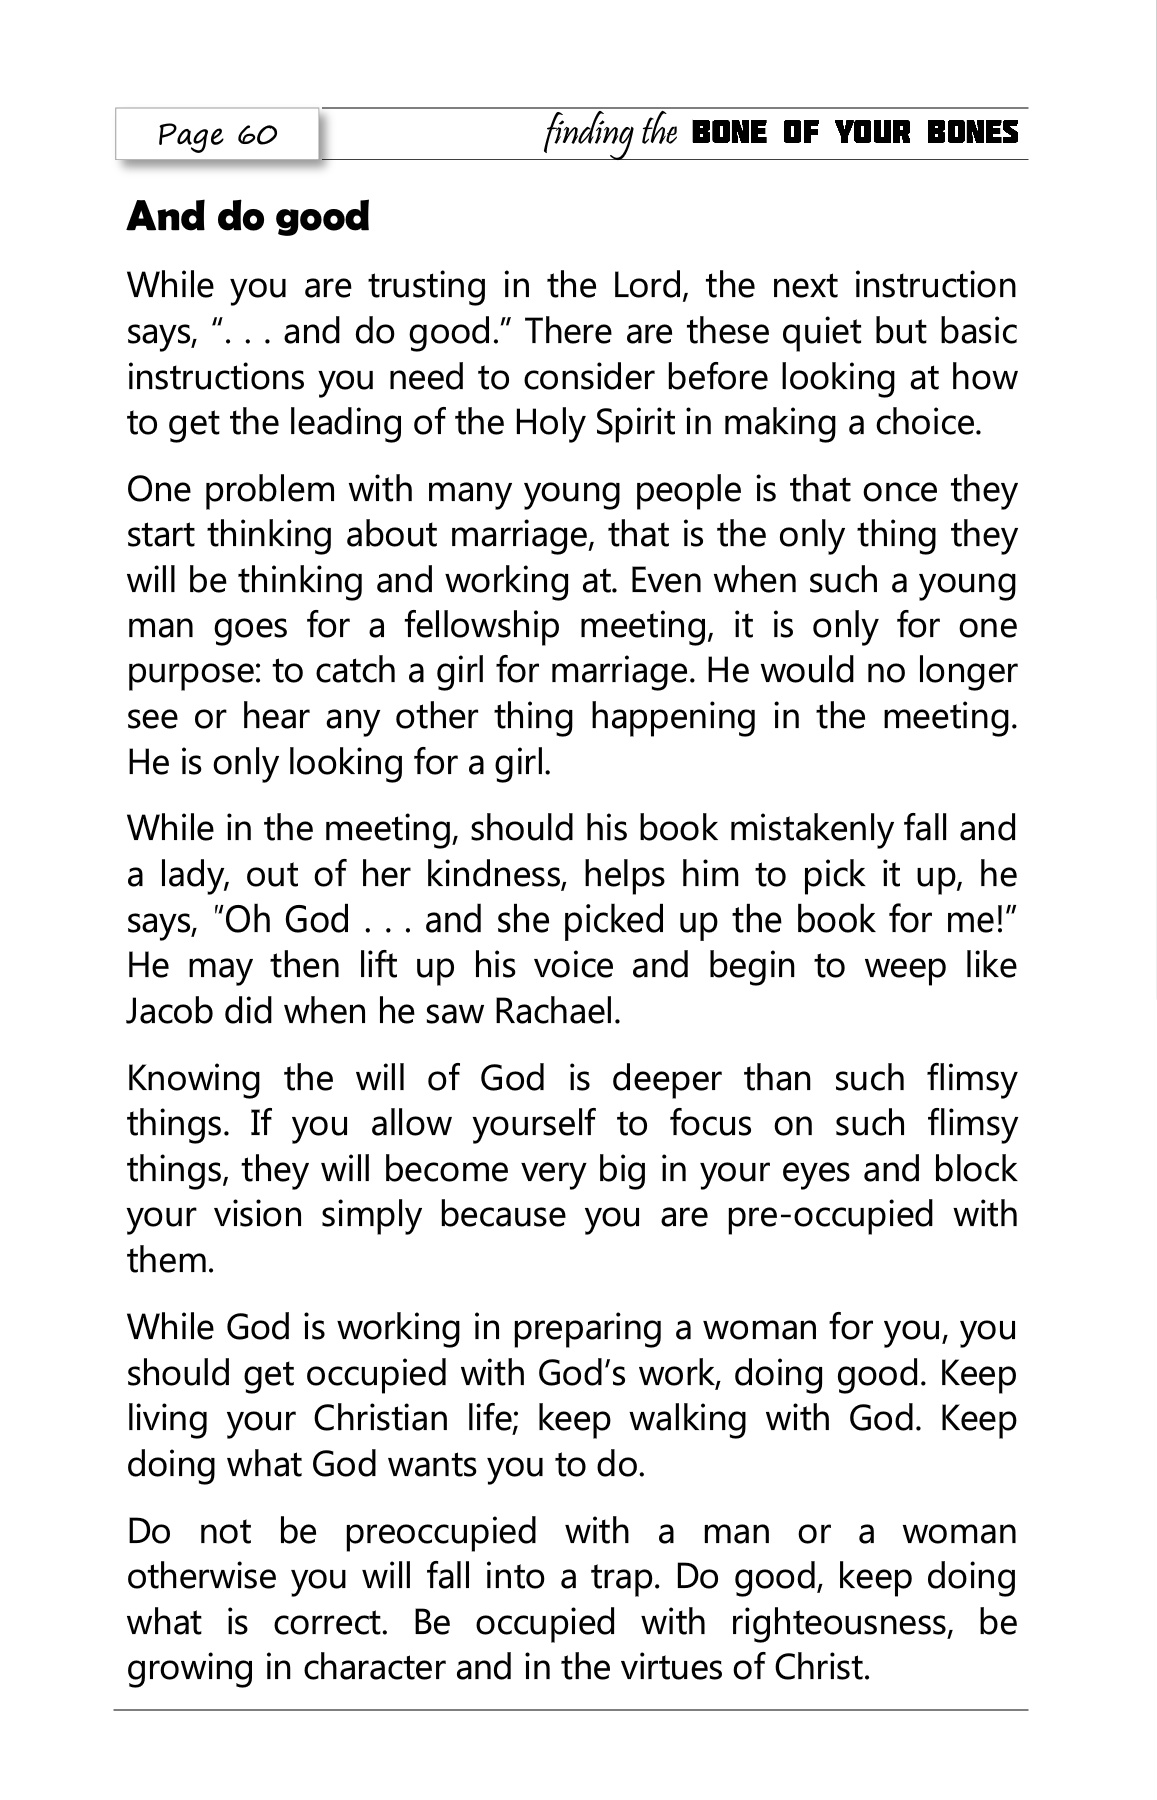 Page 60
finding the BONE OF YOUR BONES
And do good
While you are trusting in the Lord, the next instruction
says, “. . . and do good.” There are these quiet but basic
instructions you need to consider before looking at how
to get the leading of the Holy Spirit in making a choice.
One problem with many young people is that once they
start thinking about marriage, that is the only thing they
will be thinking and working at. Even when such a young
man goes for a fellowship meeting, it is only for one
purpose: to catch a girl for marriage. He would no longer
see or hear any other thing happening in the meeting.
He is only looking for a girl.
While in the meeting, should his book mistakenly fall and
a lady, out of her kindness, helps him to pick it up, he
says, "Oh God . . . and she picked up the book for me!”
He may then lift up his voice and begin to weep like
Jacob did when he saw Rachael.
Knowing the will of God is deeper than such flimsy
things. If you allow yourself to focus on such flimsy
things, they will become very big in your eyes and block
your vision simply because you are pre-occupied with
them.
While God is working in preparing a woman for you, you
should get occupied with God’s work, doing good. Keep
living your Christian life; keep walking with God. Keep
doing what God wants you to do.
Do not be preoccupied with a man or a woman
otherwise you will fall into a trap. Do good, keep doing
what is correct. Be occupied with righteousness, be
growing in character and in the virtues of Christ.